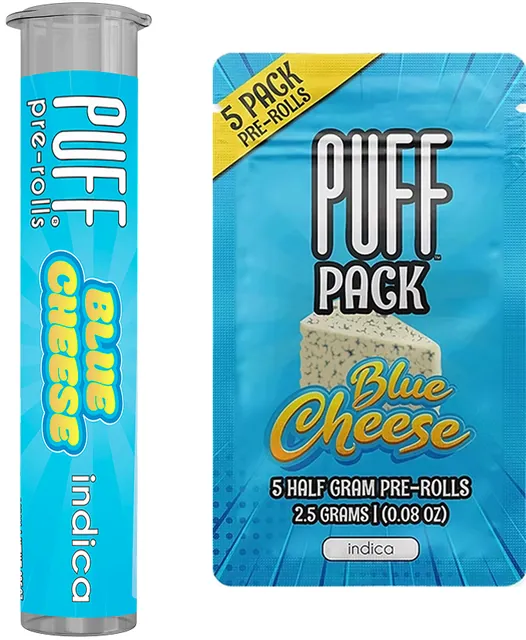 PUFF
pre-rolls
BLUE
CHEESE
indica
5 PACK
PRE-ROLLS
PUFF™
PACK
Blue
Cheese
5 HALF GRAM PRE-ROLLS
2.5 GRAMS | (0.08 OZ)
indica